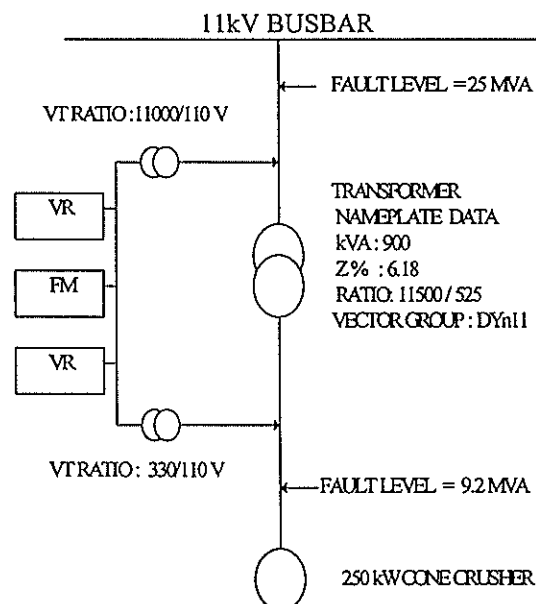 11kV BUSBAR
FAULT LEVEL = 25 MVA
VT RATIO : 11000/110 V
VR
FM
VR
TRANSFORMER
NAMEPLATE DATA
kVA : 900
Z% : 6.18
RATIO: 11500 / 525
VECTOR GROUP : DYn11
VT RATIO : 330/110 V
FAULT LEVEL = 9.2 MVA
250 kW CONE CRUSHER